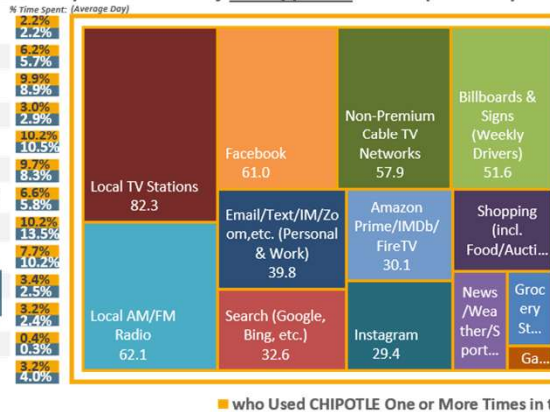 % Time Spent: (Average Day)
2.2%
2.2%
6.2%
5.7%
9.9%
8.9%
3.0%
2.9%
10.2%
10.5%
9.7%
8.3%
6.6%
5.8%
10.2%
13.5%
7.7%
10.2%
3.4%
2.5%
3.2%
2.4%
0.4%
0.3%
3.2%
4.0%
Local TV Stations
82.3
Local AM/FM
Radio
62.1
Facebook
61.0
Non-Premium
Cable TV
Networks
57.9
Billboards &
Signs
(Weekly
Drivers)
51.6
Email/Text/IM/Zo
om,etc. (Personal
& Work)
39.8
Amazon
Prime/IMDb/
FireTV
30.1
Shopping
(incl.
Food/Aucti...
Search (Google,
Bing, etc.)
32.6
Instagram
29.4
News
/Wea
ther/S
port...
Groc
ery
St...
Ga...
who Used CHIPOTLE One or More Times in t